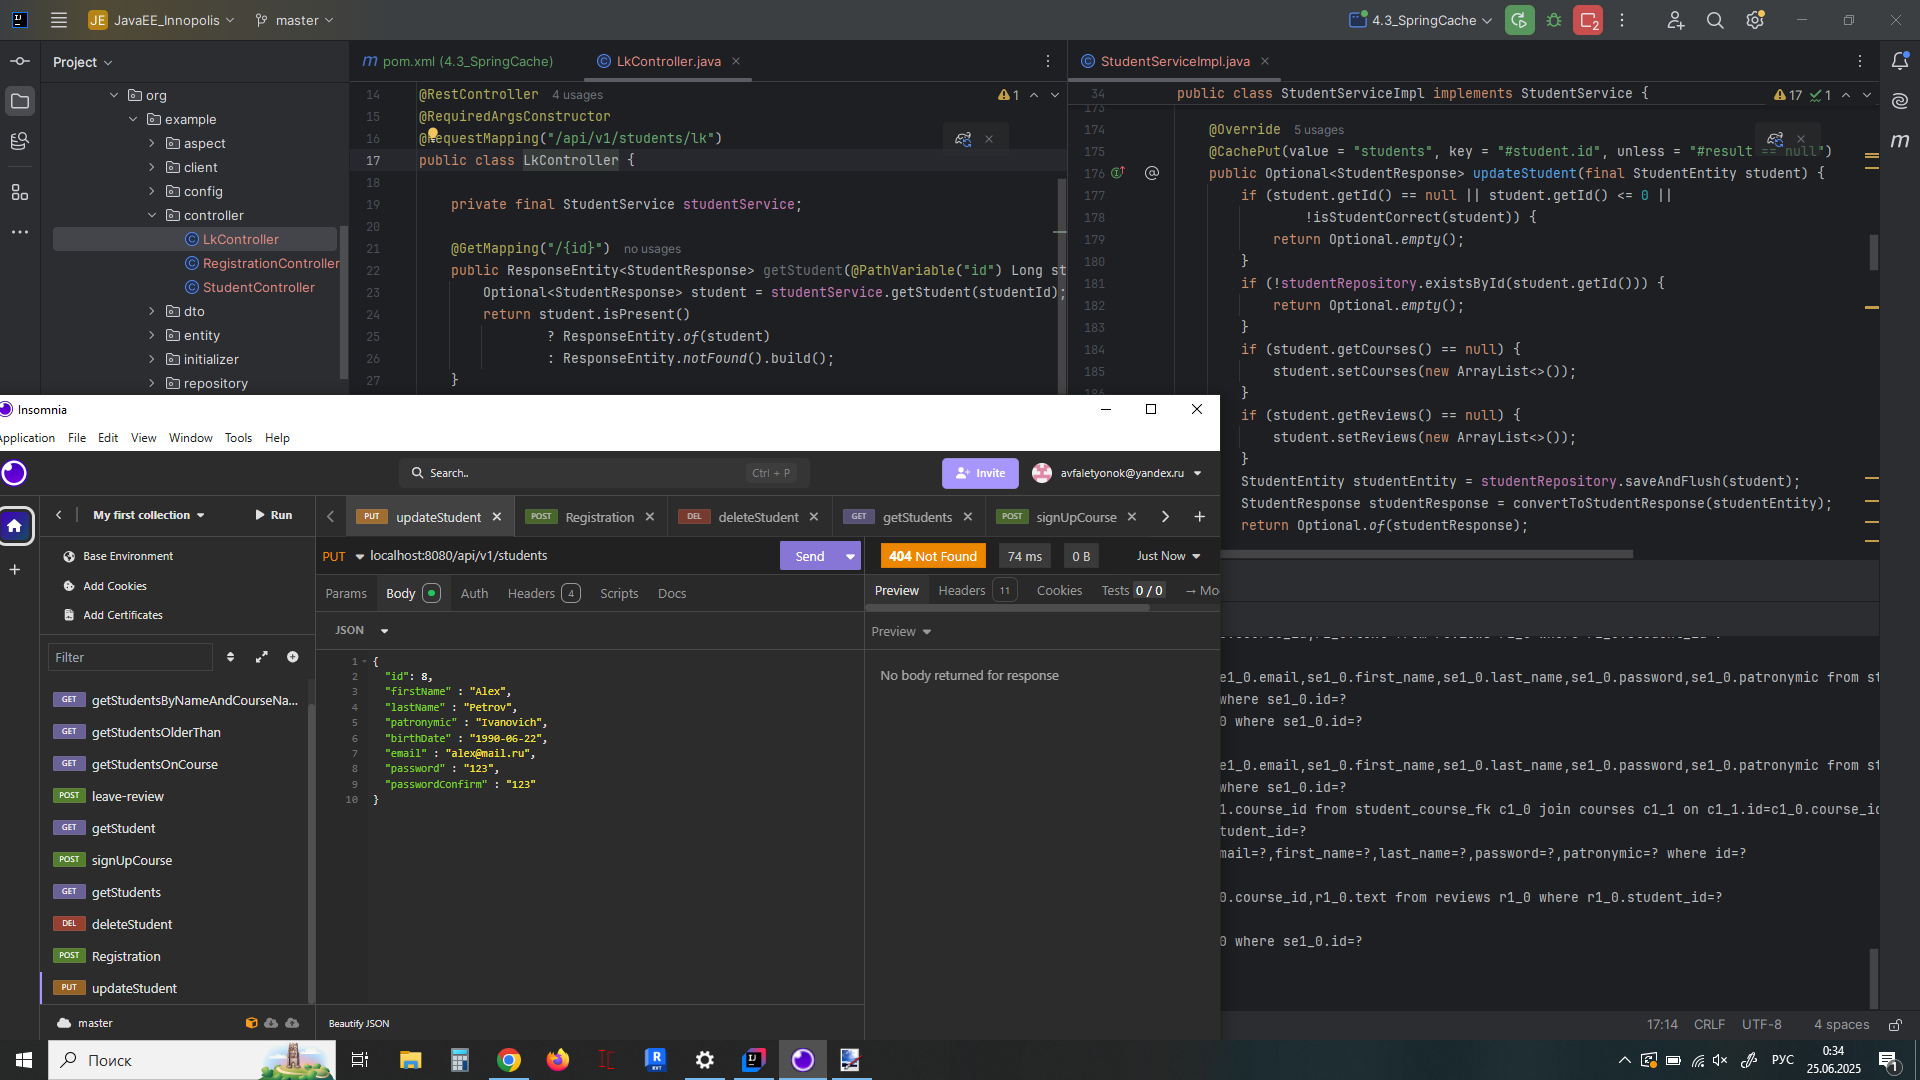 JE JavaEE_Innopolis master 4.3_SpringCache 2
Project
org
example
aspect
client
config
controller
LkController
RegistrationController
StudentController
dto
entity
initializer
repository
m pom.xml (4.3_SpringCache) LkController.java
14 @RestController 4 usages 1
15 @RequiredArgsConstructor
16 @RequestMapping("/api/v1/students/lk")
17 public class LkController {
18
19 private final StudentService studentService;
20
21 @GetMapping("/{id}") no usages
22 public ResponseEntity<StudentResponse> getStudent(@PathVariable("id") Long st
23 Optional<StudentResponse> student = studentService.getStudent(studentId);
24 return student.isPresent()
25 ? ResponseEntity.of(student)
26 : ResponseEntity.notFound().build();
27 }
StudentServiceImpl.java
34 public class StudentServiceImpl implements StudentService { 17 1
173
174 @Override 5 usages
175 @CachePut(value = "students", key = "#student.id", unless = "#result == null")
176 public Optional<StudentResponse> updateStudent(final StudentEntity student) {
177 if (student.getId() == null || student.getId() <= 0 ||
178 !isStudentCorrect(student)) {
179 return Optional.empty();
180 }
181 if (!studentRepository.existsById(student.getId())) {
182 return Optional.empty();
183 }
184 if (student.getCourses() == null) {
185 student.setCourses(new ArrayList<>());
}
if (student.getReviews() == null) {
student.setReviews(new ArrayList<>());
}
StudentEntity studentEntity = studentRepository.saveAndFlush(student);
StudentResponse studentResponse = convertToStudentResponse(studentEntity);
return Optional.of(studentResponse);
Insomnia
Application File Edit View Window Tools Help
Search.. Ctrl + P Invite avfaletyonok@yandex.ru
My first collection Run
Base Environment
Add Cookies
Add Certificates
Filter
GET getStudentsByNameAndCourseNa...
GET getStudentsOlderThan
GET getStudentsOnCourse
POST leave-review
GET getStudent
POST signUpCourse
GET getStudents
DEL deleteStudent
POST Registration
PUT updateStudent
master
PUT updateStudent POST Registration DEL deleteStudent GET getStudents POST signUpCourse
PUT localhost:8080/api/v1/students Send
Params Body Auth Headers 4 Scripts Docs
JSON
1 {
2 "id": 8,
3 "firstName" : "Alex",
4 "lastName" : "Petrov",
5 "patronymic" : "Ivanovich",
6 "birthDate" : "1990-06-22",
7 "email" : "alex@mail.ru",
8 "password" : "123",
9 "passwordConfirm" : "123"
10 }
Beautify JSON
404 Not Found 74 ms 0 B Just Now
Preview Headers 11 Cookies Tests 0 / 0 → Mo
Preview
No body returned for response
se1_0.email,se1_0.first_name,se1_0.last_name,se1_0.password,se1_0.patronymic from st
where se1_0.id=?
0 where se1_0.id=?
se1_0.email,se1_0.first_name,se1_0.last_name,se1_0.password,se1_0.patronymic from st
where se1_0.id=?
1.course_id from student_course_fk c1_0 join courses c1_1 on c1_1.id=c1_0.course_id
tudent_id=?
mail=?,first_name=?,last_name=?,password=?,patronymic=? where id=?
0.course_id,r1_0.text from reviews r1_0 where r1_0.student_id=?
0 where se1_0.id=?
17:14 CRLF UTF-8 4 spaces
Поиск
РУС
0:34
25.06.2025
1